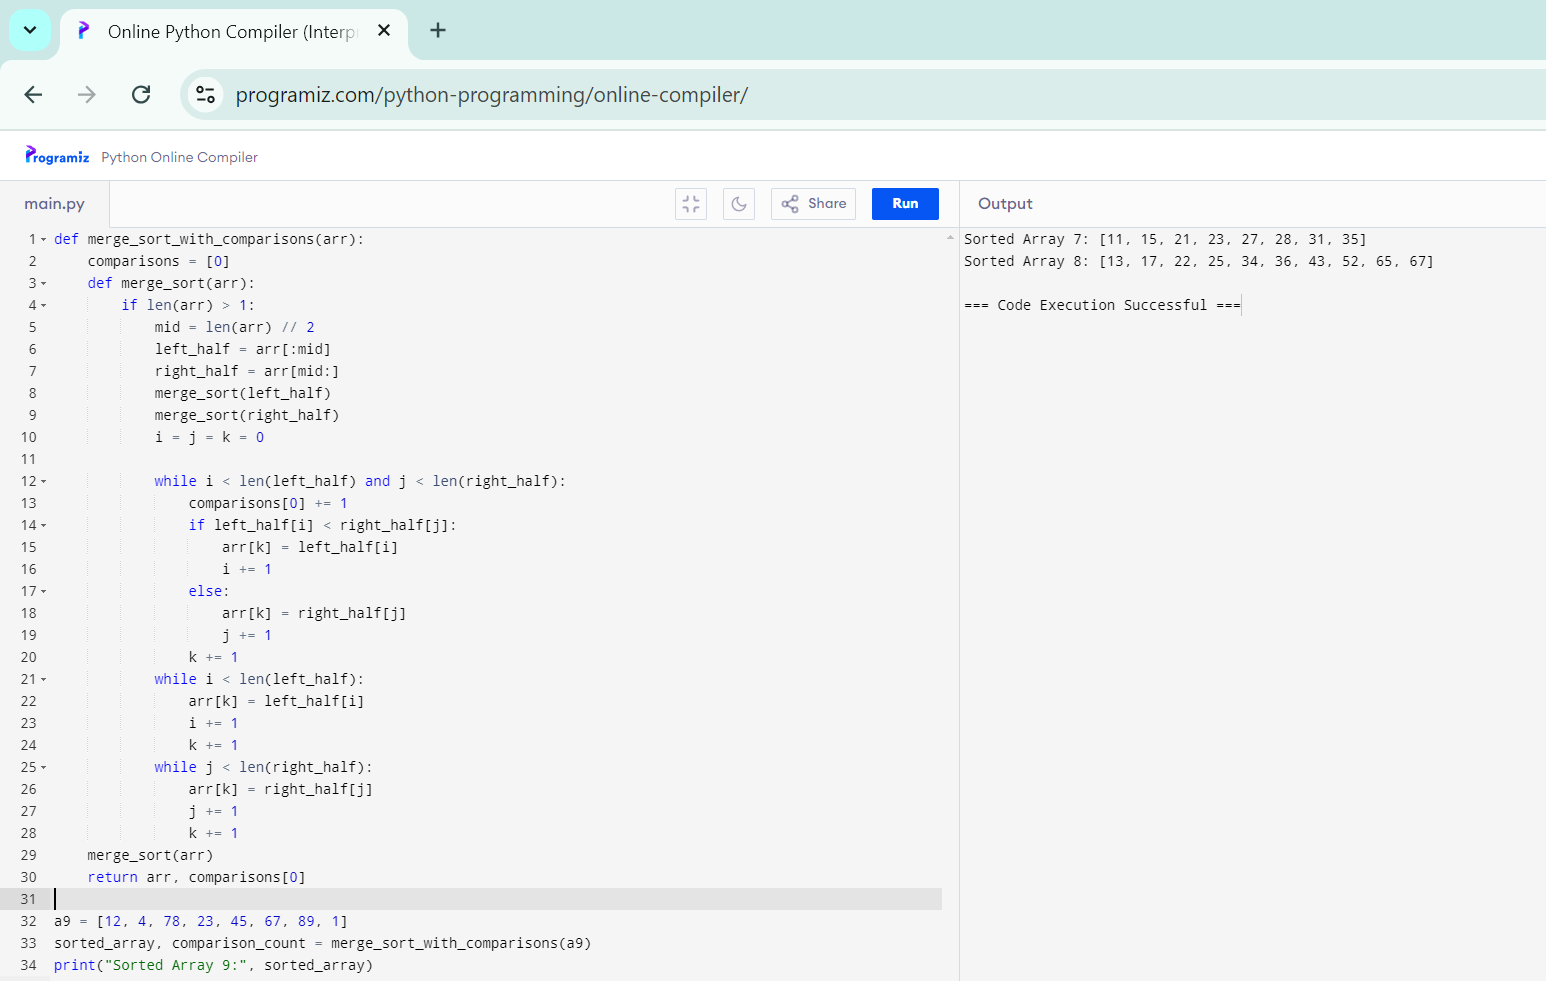 Online Python Compiler (Interp
programiz.com/python-programming/online-compiler/
Programiz Python Online Compiler
main.py Share Run Output
1 def merge_sort_with_comparisons(arr):
2     comparisons = [0]
3     def merge_sort(arr):
4         if len(arr) > 1:
5             mid = len(arr) // 2
6             left_half = arr[:mid]
7             right_half = arr[mid:]
8             merge_sort(left_half)
9             merge_sort(right_half)
10             i = j = k = 0
11
12             while i < len(left_half) and j < len(right_half):
13                 comparisons[0] += 1
14                 if left_half[i] < right_half[j]:
15                     arr[k] = left_half[i]
16                     i += 1
17                 else:
18                     arr[k] = right_half[j]
19                     j += 1
20                 k += 1
21             while i < len(left_half):
22                 arr[k] = left_half[i]
23                 i += 1
24                 k += 1
25             while j < len(right_half):
26                 arr[k] = right_half[j]
27                 j += 1
28                 k += 1
29     merge_sort(arr)
30     return arr, comparisons[0]
31
32 a9 = [12, 4, 78, 23, 45, 67, 89, 1]
33 sorted_array, comparison_count = merge_sort_with_comparisons(a9)
34 print("Sorted Array 9:", sorted_array)
Sorted Array 7: [11, 15, 21, 23, 27, 28, 31, 35]
Sorted Array 8: [13, 17, 22, 25, 34, 36, 43, 52, 65, 67]
=== Code Execution Successful ===